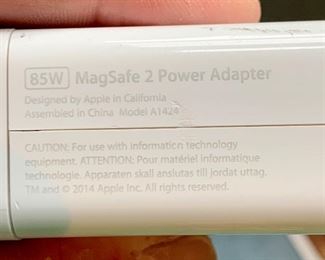 85W MagSafe 2 Power Adapter
Designed by Apple in California
Assembled in China Model A1424
CAUTION: For use with information technology
equipment. ATTENTION: Pour matériel informatique
technologie. Apparaten skall anslutas till jordat uttag.
TM and © 2014 Apple Inc. All rights reserved.